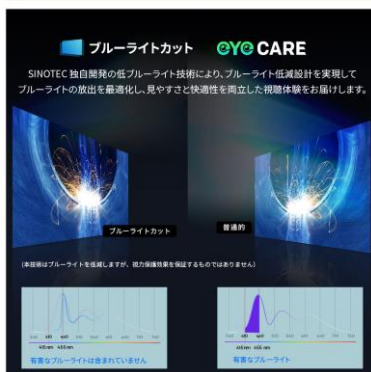 ブルーライトカット
eye CARE
SINOTEC 独自開発の低ブルーライト技術により、ブルーライト低減設計を実現して
ブルーライトの放出を最適化し、見やすさと快適性を両立した視聴体験をお届けします。
ブルーライトカット
普通的
(本技術はブルーライトを低減しますが、視力保護効果を保証するものではありません)
415nm 455nm
有害なブルーライトは含まれていません
415nm 455 nm
有害なブルーライト